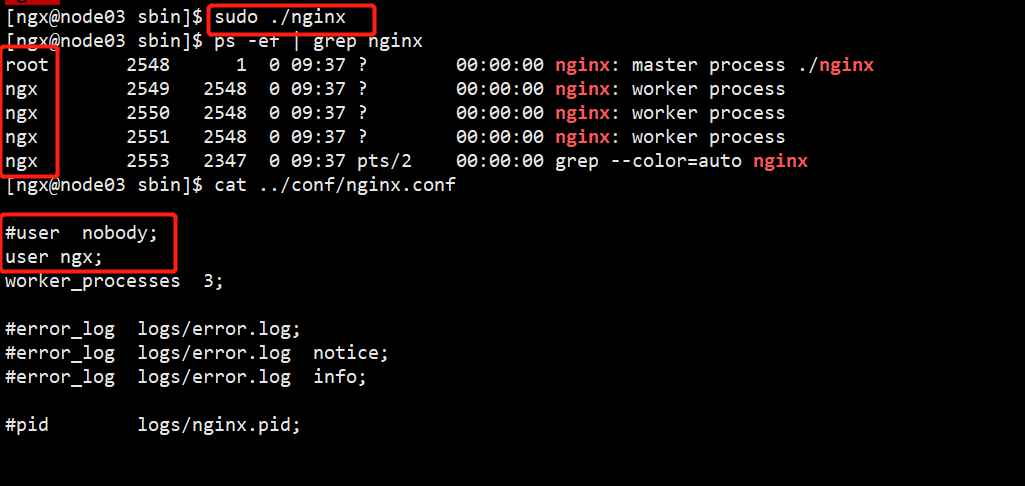 [ngx@node03 sbin]$ sudo ./nginx
[ngx@node03 sbin]$ ps -ef | grep nginx
root       2548      1  0 09:37 ?        00:00:00 nginx: master process ./nginx
ngx        2549   2548  0 09:37 ?        00:00:00 nginx: worker process
ngx        2550   2548  0 09:37 ?        00:00:00 nginx: worker process
ngx        2551   2548  0 09:37 ?        00:00:00 nginx: worker process
ngx        2553   2347  0 09:37 pts/2    00:00:00 grep --color=auto nginx
[ngx@node03 sbin]$ cat ../conf/nginx.conf
#user  nobody;
user ngx;
worker_processes  3;
#error_log  logs/error.log;
#error_log  logs/error.log  notice;
#error_log  logs/error.log  info;
#pid        logs/nginx.pid;